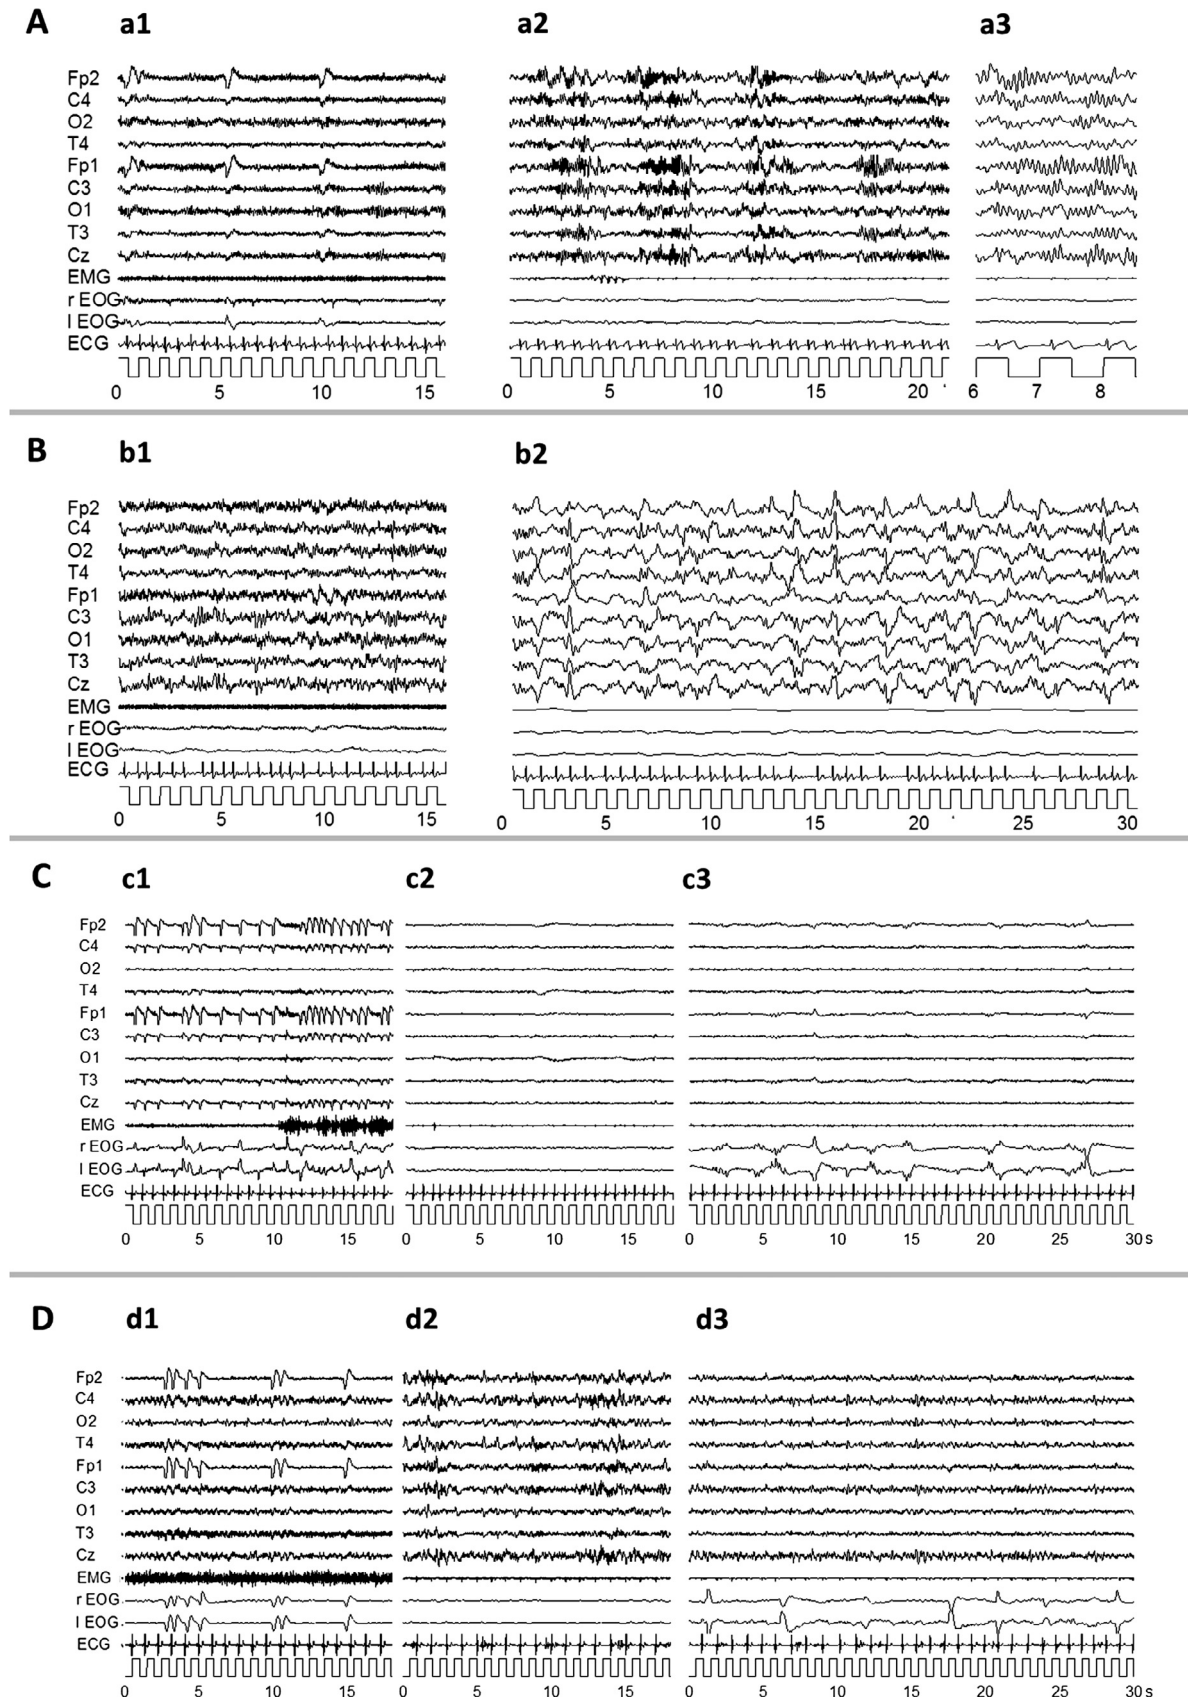 A a1 a2 a3
Fp2
C4
O2
T4
Fp1
C3
O1
T3
Cz
EMG
r EOG
l EOG
ECG
0 5 10 15 0 5 10 15 20 6 7 8
B b1 b2
Fp2
C4
O2
T4
Fp1
C3
O1
T3
Cz
EMG
r EOG
l EOG
ECG
0 5 10 15 0 5 10 15 20 25 30
C c1 c2 c3
Fp2
C4
O2
T4
Fp1
C3
O1
T3
Cz
EMG
r EOG
l EOG
ECG
0 5 10 15 0 5 10 15 0 5 10 15 20 25 30 s
D d1 d2 d3
Fp2
C4
O2
T4
Fp1
C3
O1
T3
Cz
EMG
r EOG
l EOG
ECG
0 5 10 15 0 5 10 15 0 5 10 15 20 25 30 s